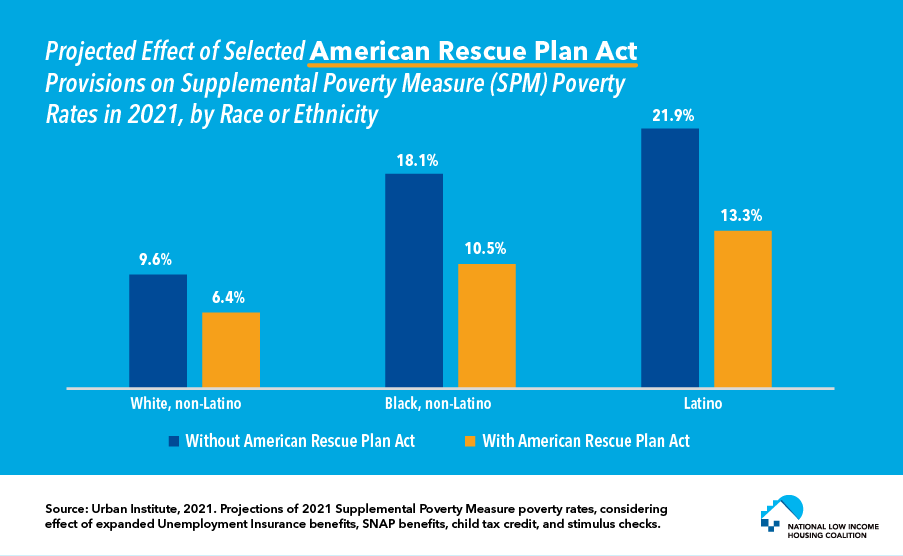 Projected Effect of Selected American Rescue Plan Act
Provisions on Supplemental Poverty Measure (SPM) Poverty
Rates in 2021, by Race or Ethnicity
9.6%
6.4%
18.1%
10.5%
21.9%
13.3%
White, non-Latino
Black, non-Latino
Latino
Without American Rescue Plan Act
With American Rescue Plan Act
Source: Urban Institute, 2021. Projections of 2021 Supplemental Poverty Measure poverty rates, considering
effect of expanded Unemployment Insurance benefits, SNAP benefits, child tax credit, and stimulus checks.
NATIONAL LOW INCOME
HOUSING COALITION